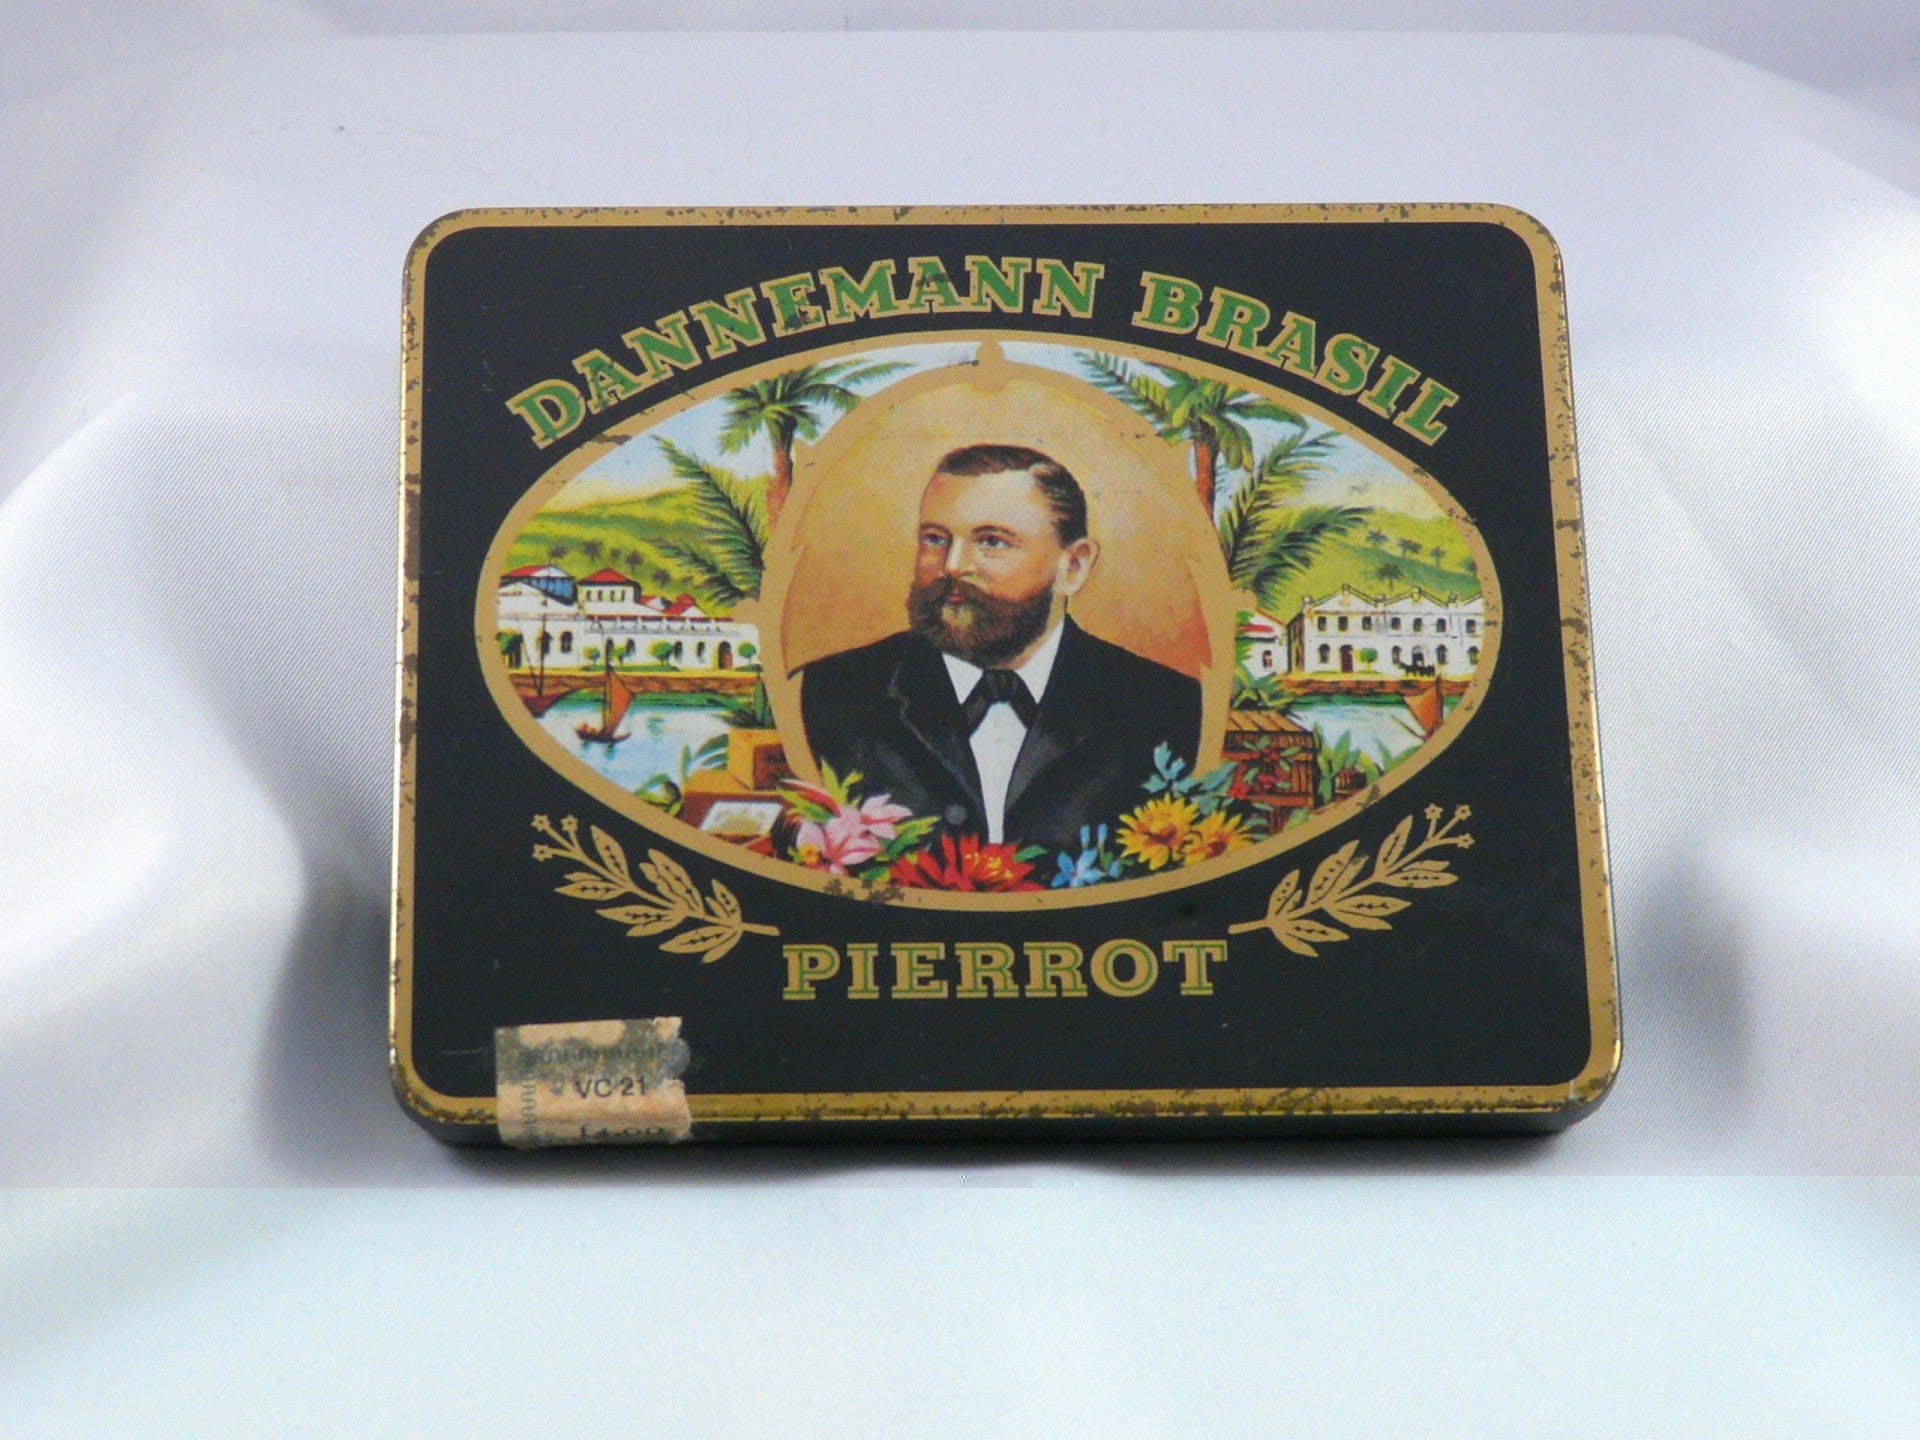 DANNEMANN BRASIL
PIERROT
VC 21